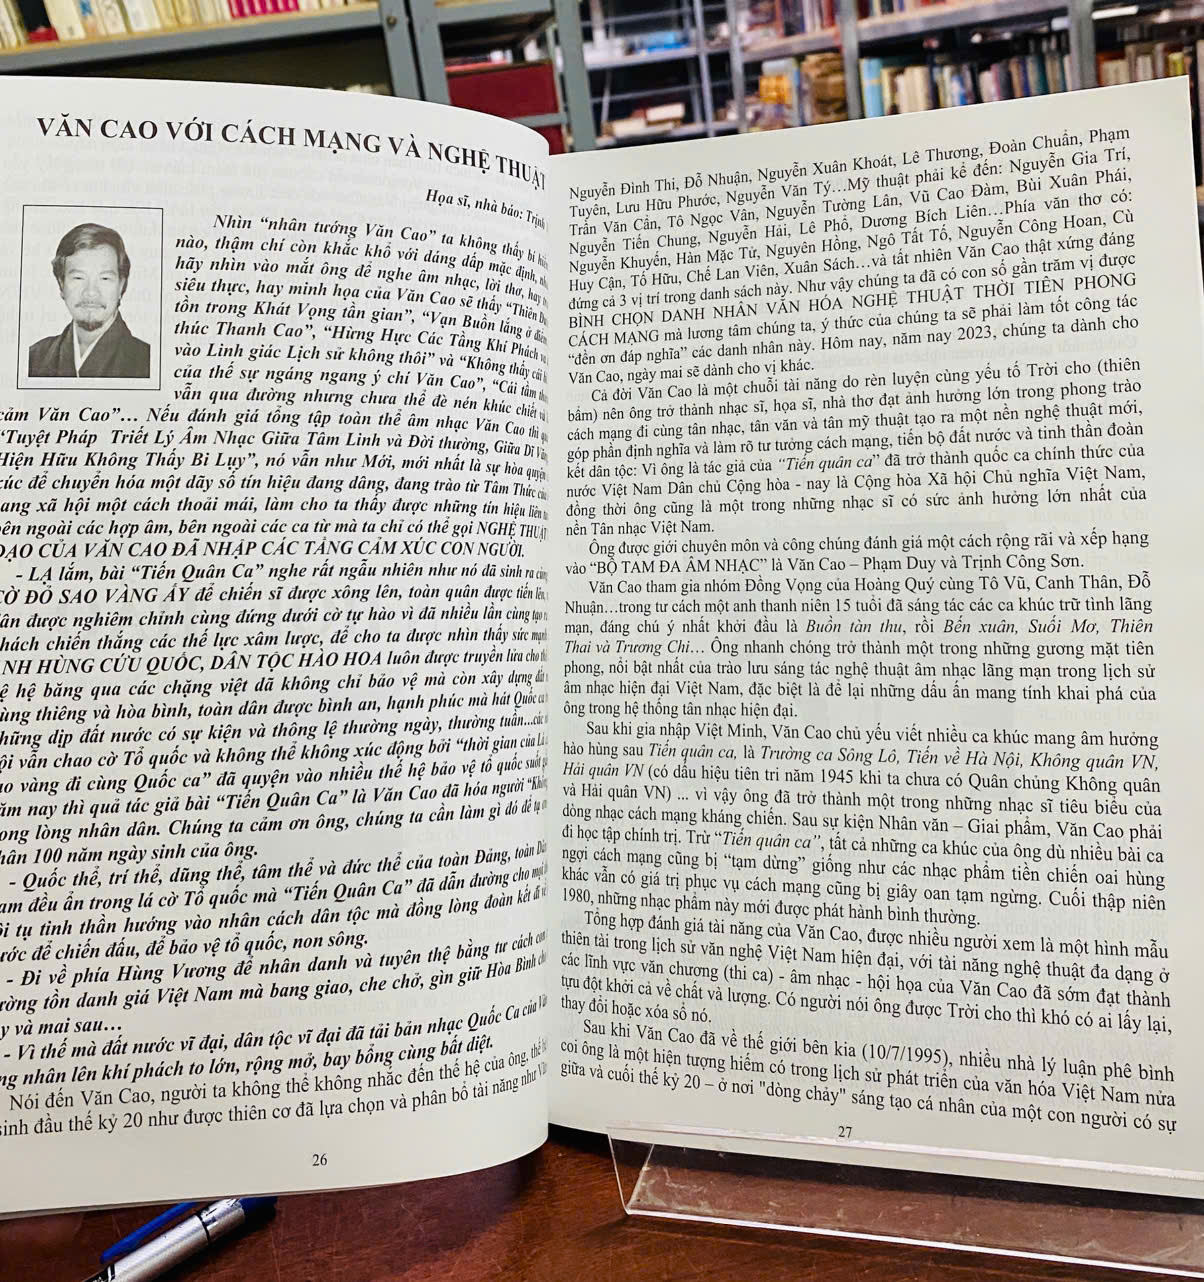 VĂN CAO VỚI CÁCH MẠNG VÀ NGHỆ THUẬT
Họa sĩ, nhà báo: Trịnh
Nhìn “nhân tướng Văn Cao” ta không thấy bi
nào, thậm chí còn khắc khổ với dáng dấp mặc định,
hãy nhìn vào mắt ông để nghe âm nhạc, lời thơ, hay
siêu thực, hay minh họa của Văn Cao sẽ thấy “Thiên
tồn trong Khát Vọng tân gian”, “Vạn Buồn lắng ở
thúc Thanh Cao”, “Hừng Hực Các Tầng Khí Phách
vào Linh giác Lịch sử không thôi” và “Không thấy cái
của thế sự ngáng ngang ý chí Văn Cao”, “Cái tầm
vẫn qua đường nhưng chưa thể đè nén khúc chiết
cảm Văn Cao”... Nếu đánh giá tổng tập toàn thể âm nhạc Văn Cao thì
“Tuyệt Pháp Triết Lý Âm Nhạc Giữa Tâm Linh và Đời thường, Giữa Dĩ
Hiện Hữu Không Thấy Bi Lụy”, nó vẫn như Mới, mới nhất là sự hòa quyện
xúc để chuyển hóa một dãy số tín hiệu đang dâng, đang trào từ Tâm Thức của
ang xã hội một cách thoải mái, làm cho ta thấy được những tín hiệu liên
bên ngoài các hợp âm, bên ngoài các ca từ mà ta chỉ có thể gọi NGHỆ THUẬT
ĐẠO CỦA VĂN CAO ĐÃ NHẬP CÁC TẦNG CẢM XÚC CON NGƯỜI.
- Lạ lắm, bài “Tiến Quân Ca” nghe rất ngẫu nhiên như nó đã sinh ra
CỜ ĐỎ SAO VÀNG ẤY để chiến sĩ được xông lên, toàn quân được tiến lên,
ân được nghiêm chỉnh cùng đứng dưới cờ tự hào vì đã nhiều lần cùng
hách chiến thắng các thế lực xâm lược, để cho ta được nhìn thấy sức mạnh
NH HÙNG CỨU QUỐC, DÂN TỘC HÀO HOA luôn được truyền lửa cho
ệ hệ băng qua các chặng việt dã không chỉ bảo vệ mà còn xây dựng
ùng thiêng và hòa bình, toàn dân được bình an, hạnh phúc mà hát Quốc ca
hững dịp đất nước có sự kiện và thông lệ thường ngày, thường tuần...các
ội vẫn chao cờ Tổ quốc và không thể không xúc động bởi “thời gian của Lá
ao vàng đi cùng Quốc ca” đã quyện vào nhiều thế hệ bảo vệ tổ quốc suốt
ăm nay thì quả tác giả bài “Tiến Quân Ca” là Văn Cao đã hóa người
ong lòng nhân dân. Chúng ta cảm ơn ông, chúng ta cần làm gì đó để
hân 100 năm ngày sinh của ông.
- Quốc thể, trí thể, dũng thể, tâm thể và đức thể của toàn Đảng, toàn
am đều ẩn trong lá cờ Tổ quốc mà “Tiến Quân Ca” đã dẫn đường cho
ội tụ tinh thần hướng vào nhân cách dân tộc mà đồng lòng đoàn kết
ước để chiến đấu, để bảo vệ tổ quốc, non sông.
- Đi về phía Hùng Vương để nhân danh và tuyên thệ bằng tư cách
ường tồn danh giá Việt Nam mà bang giao, che chở, gìn giữ Hòa Bình
y và mai sau...
- Vì thế mà đất nước vĩ đại, dân tộc vĩ đại đã tải bản nhạc Quốc Ca của
ng nhân lên khí phách to lớn, rộng mở, bay bổng cùng bất diệt.
Nói đến Văn Cao, người ta không thể không nhắc đến thế hệ của ông,
sinh đầu thế kỷ 20 như được thiên cơ đã lựa chọn và phân bổ tài năng như
26
Nguyễn Đình Thi, Đỗ Nhuận, Nguyễn Xuân Khoát, Lê Thương, Đoàn Chuẩn, Phạm
Tuyên, Lưu Hữu Phước, Nguyễn Văn Tý...Mỹ thuật phải kể đến: Nguyễn Gia Trí,
Trần Văn Cẩn, Tô Ngọc Vân, Nguyễn Tường Lân, Vũ Cao Đàm, Bùi Xuân Phái,
Nguyễn Tiến Chung, Nguyễn Hải, Lê Phổ, Dương Bích Liên...Phía văn thơ có:
Nguyễn Khuyến, Hàn Mặc Tử, Nguyên Hồng, Ngô Tất Tố, Nguyễn Công Hoan, Cù
Huy Cận, Tố Hữu, Chế Lan Viên, Xuân Sách...và tất nhiên Văn Cao thật xứng đáng
đứng cả 3 vị trí trong danh sách này. Như vậy chúng ta đã có con số gần trăm vị được
BÌNH CHỌN DANH NHÂN VĂN HÓA NGHỆ THUẬT THỜI TIÊN PHONG
CÁCH MẠNG mà lương tâm chúng ta, ý thức của chúng ta sẽ phải làm tốt công tác
“đền ơn đáp nghĩa” các danh nhân này. Hôm nay, năm nay 2023, chúng ta dành cho
Văn Cao, ngày mai sẽ dành cho vị khác.
Cả đời Văn Cao là một chuỗi tài năng do rèn luyện cùng yếu tố Trời cho (thiên
bẩm) nên ông trở thành nhạc sĩ, họa sĩ, nhà thơ đạt ảnh hưởng lớn trong phong trào
cách mạng đi cùng tân nhạc, tân văn và tân mỹ thuật tạo ra một nền nghệ thuật mới,
góp phần định nghĩa và làm rõ tư tưởng cách mạng, tiến bộ đất nước và tinh thần đoàn
kết dân tộc: Vì ông là tác giả của “Tiến quân ca” đã trở thành quốc ca chính thức của
nước Việt Nam Dân chủ Cộng hòa - nay là Cộng hòa Xã hội Chủ nghĩa Việt Nam,
đồng thời ông cũng là một trong những nhạc sĩ có sức ảnh hưởng lớn nhất của
nền Tân nhạc Việt Nam.
Ông được giới chuyên môn và công chúng đánh giá một cách rộng rãi và xếp hạng
vào “BỘ TAM ĐA ÂM NHẠC” là Văn Cao – Phạm Duy và Trịnh Công Sơn.
Văn Cao tham gia nhóm Đồng Vọng của Hoàng Quý cùng Tô Vũ, Canh Thân, Đỗ
Nhuận...trong tư cách một anh thanh niên 15 tuổi đã sáng tác các ca khúc trữ tình lãng
mạn, đáng chú ý nhất khởi đầu là Buồn tàn thu, rồi Bến xuân, Suối Mơ, Thiên
Thai và Trương Chi... Ông nhanh chóng trở thành một trong những gương mặt tiên
phong, nổi bật nhất của trào lưu sáng tác nghệ thuật âm nhạc lãng mạn trong lịch sử
âm nhạc hiện đại Việt Nam, đặc biệt là để lại những dấu ấn mang tính khai phá của
ông trong hệ thống tân nhạc hiện đại.
Sau khi gia nhập Việt Minh, Văn Cao chủ yếu viết nhiều ca khúc mang âm hưởng
hào hùng sau Tiến quân ca, là Trường ca Sông Lô, Tiến về Hà Nội, Không quân VN,
Hải quân VN (có dấu hiệu tiên tri năm 1945 khi ta chưa có Quân chủng Không quân
và Hải quân VN) ... vì vậy ông đã trở thành một trong những nhạc sĩ tiêu biểu của
dòng nhạc cách mạng kháng chiến. Sau sự kiện Nhân văn – Giai phẩm, Văn Cao phải
đi học tập chính trị. Trừ “Tiến quân ca”, tất cả những ca khúc của ông dù nhiều bài ca
ngợi cách mạng cũng bị “tạm dừng” giống như các nhạc phẩm tiền chiến oai hùng
khác vẫn có giá trị phục vụ cách mạng cũng bị giây oan tạm ngừng. Cuối thập niên
1980, những nhạc phẩm này mới được phát hành bình thường.
Tổng hợp đánh giá tài năng của Văn Cao, được nhiều người xem là một hình mẫu
thiên tài trong lịch sử văn nghệ Việt Nam hiện đại, với tài năng nghệ thuật đa dạng ở
các lĩnh vực văn chương (thi ca) - âm nhạc - hội họa của Văn Cao đã sớm đạt thành
tựu đột khởi cả về chất và lượng. Có người nói ông được Trời cho thì khó có ai lấy lại,
thay đổi hoặc xóa sổ nó.
Sau khi Văn Cao đã về thế giới bên kia (10/7/1995), nhiều nhà lý luận phê bình
coi ông là một hiện tượng hiếm có trong lịch sử phát triển của văn hóa Việt Nam nửa
giữa và cuối thế kỷ 20 – ở nơi "dòng chảy" sáng tạo cá nhân của một con người có sự
27